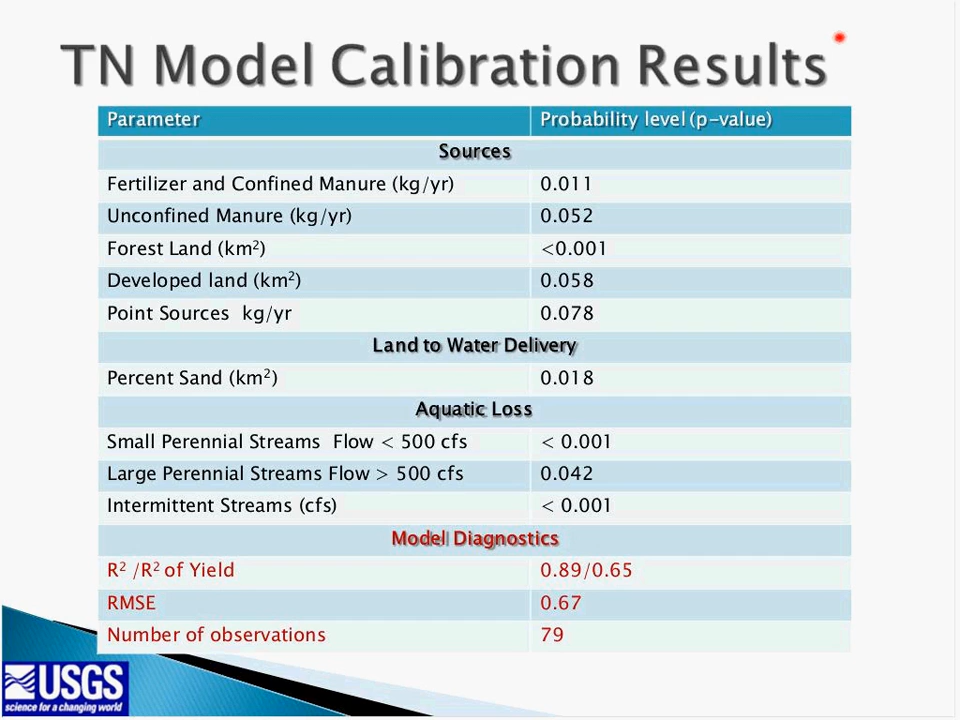 TN Model Calibration Results
Parameter Probability level (p-value)
Sources
Fertilizer and Confined Manure (kg/yr) 0.011
Unconfined Manure (kg/yr) 0.052
Forest Land (km²) <0.001
Developed land (km²) 0.058
Point Sources kg/yr 0.078
Land to Water Delivery
Percent Sand (km²) 0.018
Aquatic Loss
Small Perennial Streams Flow < 500 cfs < 0.001
Large Perennial Streams Flow > 500 cfs 0.042
Intermittent Streams (cfs) < 0.001
Model Diagnostics
R² /R² of Yield 0.89/0.65
RMSE 0.67
Number of observations 79
USGS
science for a changing world